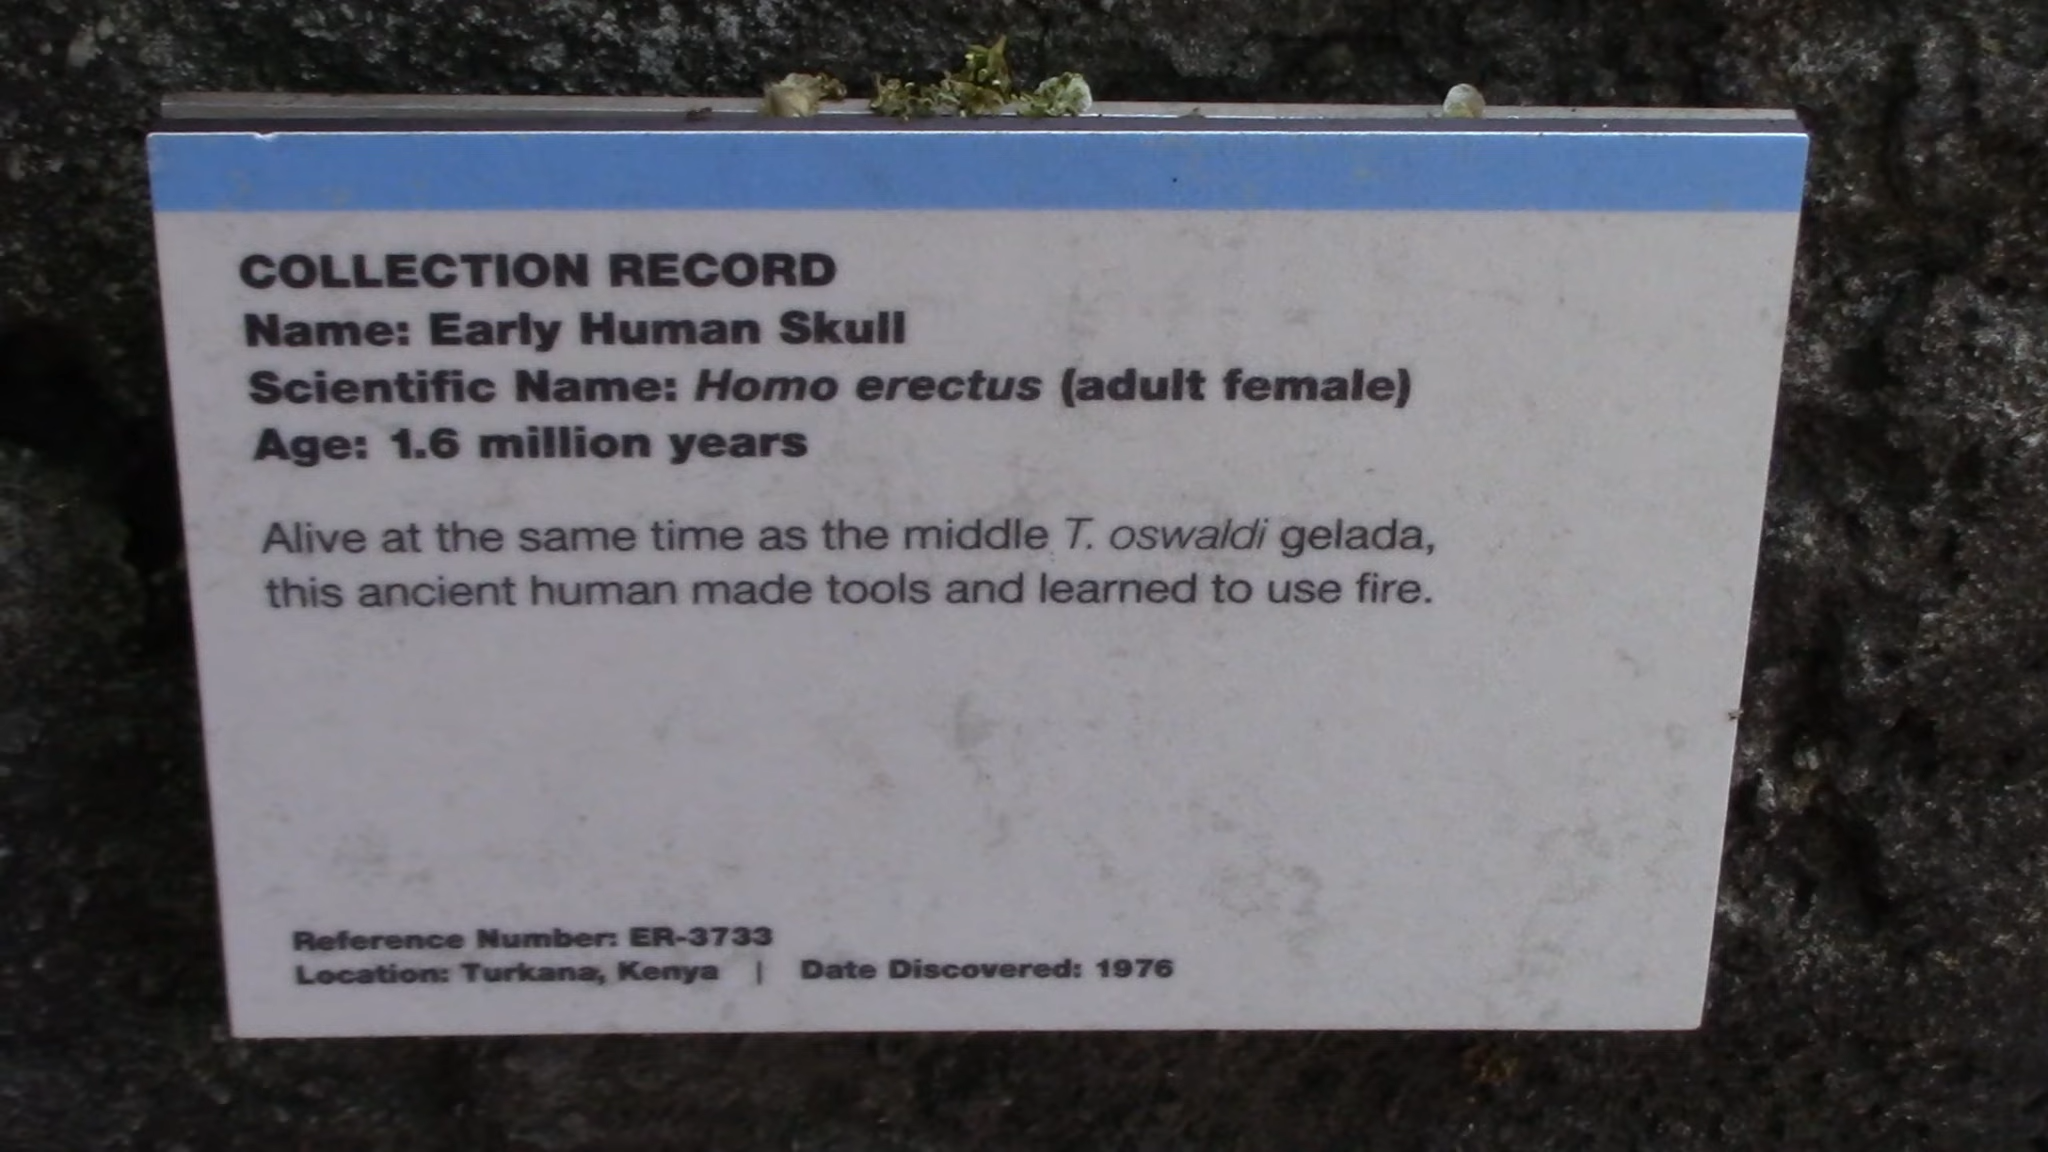 COLLECTION RECORD
Name: Early Human Skull
Scientific Name: Homo erectus (adult female)
Age: 1.6 million years
Alive at the same time as the middle T. oswaldi gelada,
this ancient human made tools and learned to use fire.
Reference Number: ER-3733
Location: Turkana, Kenya | Date Discovered: 1976